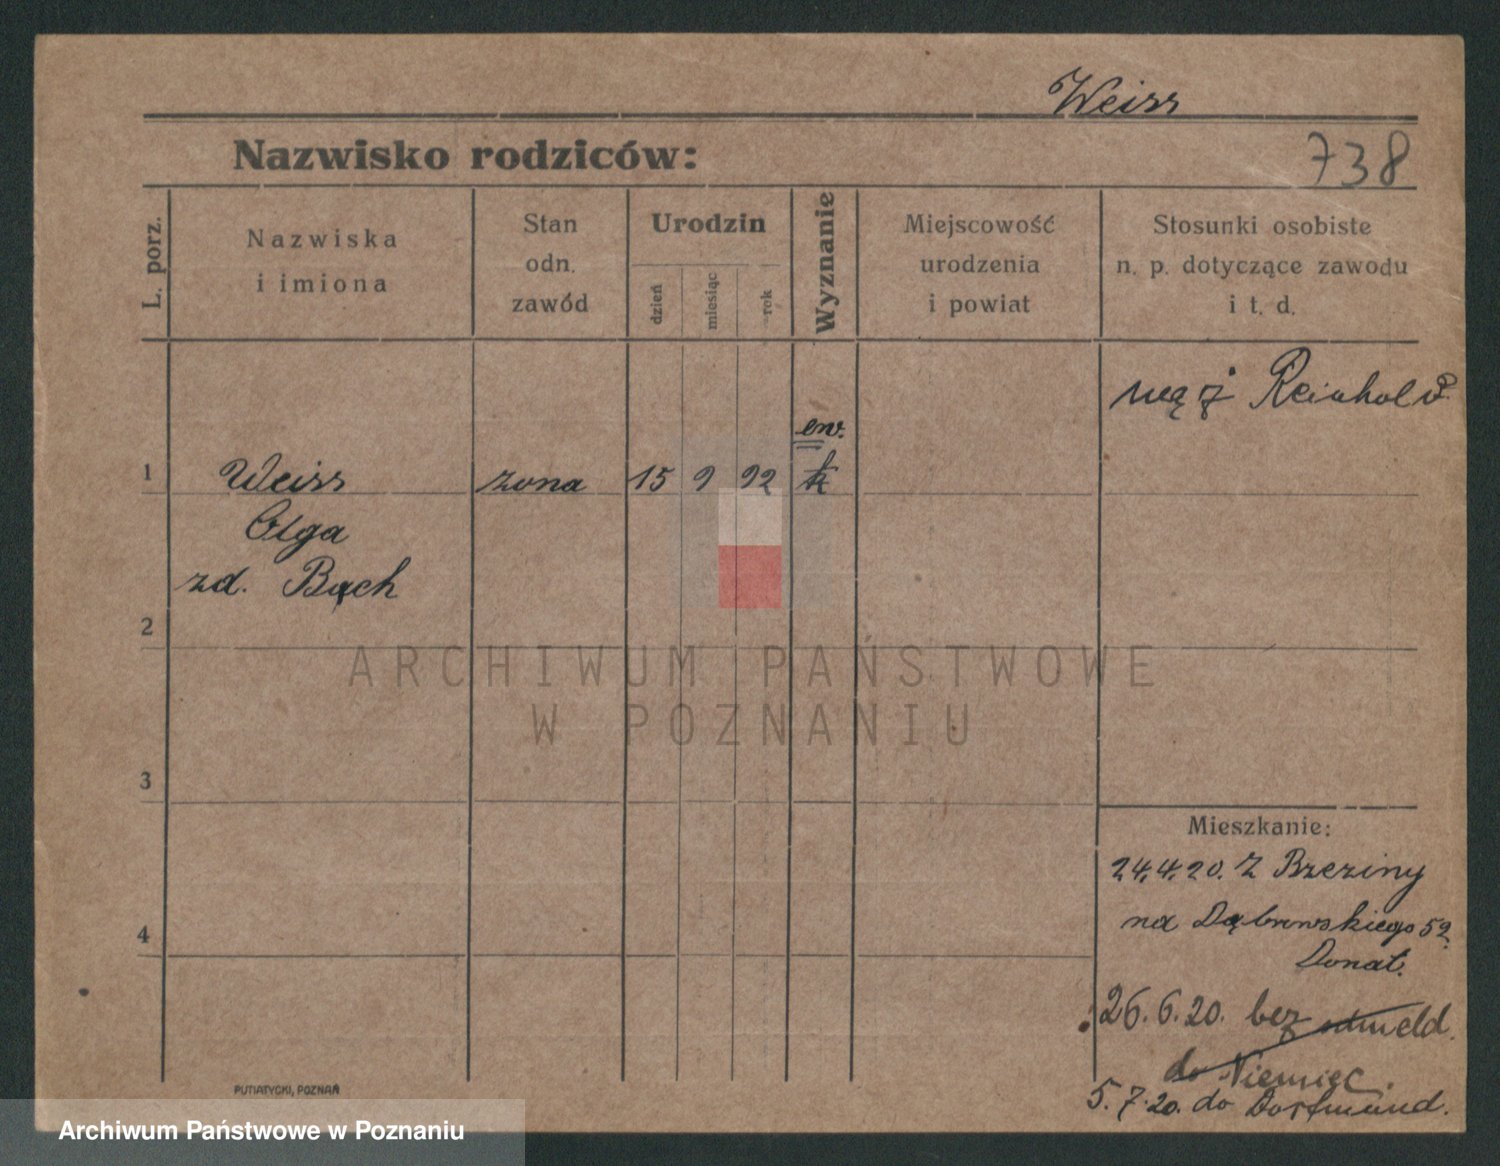 Weiss
Nazwisko rodziców:
738
L. porz.
Nazwiska
i imiona
Stan
odn.
zawód
Urodzin
dzień
miesiąc
rok
Wyznanie
Miejscowość
urodzenia
i powiat
Stosunki osobiste
n. p. dotyczące zawodu
i t. d.
mąż Reinhold
ew.
1 Weiss żona 15 9 92 k
Olga
zd. Bach
2
ARCHIWUM PAŃSTWOWE
W POZNANIU
3
Mieszkanie:
24.4.20. z Brzeziny
4
na Dąbrowskiego 52
Donat.
26.6.20. bez odmeld.
do Niemiec.
5.7.20. do Dortmund.
PUTIATYCKI, POZNAŃ
Archiwum Państwowe w Poznaniu